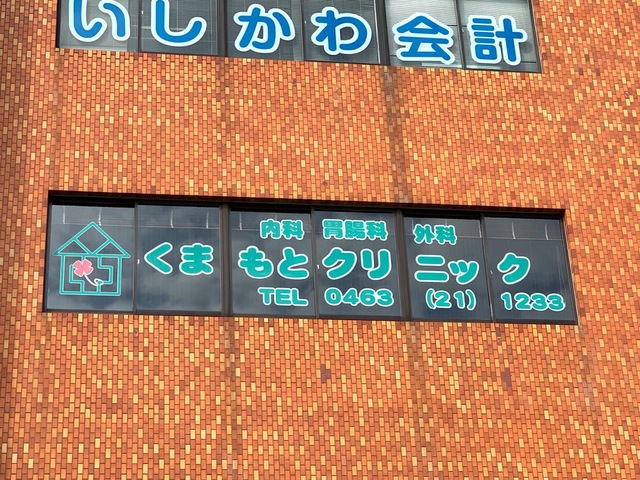 いしかわ会計
内科 胃腸科 外科
くまもとクリニック
TEL 0463 (21) 1233